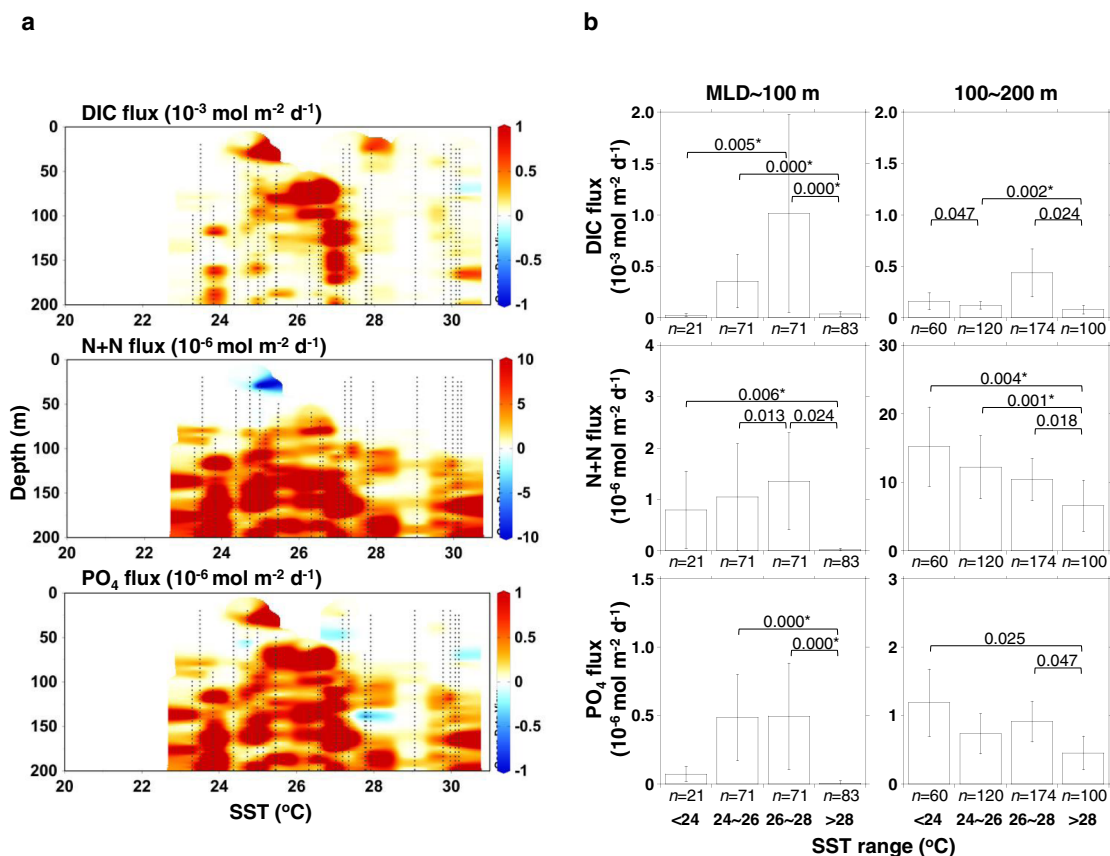 a
b
DIC flux (10-3 mol m-2 d-1)
0
50
100
150
200
20 22 24 26 28 30
1
0.5
0
-0.5
-1
N+N flux (10-6 mol m-2 d-1)
0
50
100
150
200
20 22 24 26 28 30
10
5
0
-5
-10
Depth (m)
PO4 flux (10-6 mol m-2 d-1)
0
50
100
150
200
20 22 24 26 28 30
1
0.5
0
-0.5
-1
SST (oC)
MLD~100 m
100~200 m
DIC flux
(10-3 mol m-2 d-1)
2.0
1.5
1.0
0.5
0
0.005*
0.000*
0.000*
n=21 n=71 n=71 n=83
2.0
1.5
1.0
0.5
0
0.002*
0.047
0.024
n=60 n=120 n=174 n=100
N+N flux
(10-6 mol m-2 d-1)
4
3
2
1
0
0.006*
0.013
0.024
n=21 n=71 n=71 n=83
30
20
10
0
0.004*
0.001*
0.018
n=60 n=120 n=174 n=100
PO4 flux
(10-6 mol m-2 d-1)
1.5
1.0
0.5
0
0.000*
0.000*
n=21 n=71 n=71 n=83
<24 24~26 26~28 >28
3
2
1
0
0.025
0.047
n=60 n=120 n=174 n=100
<24 24~26 26~28 >28
SST range (oC)